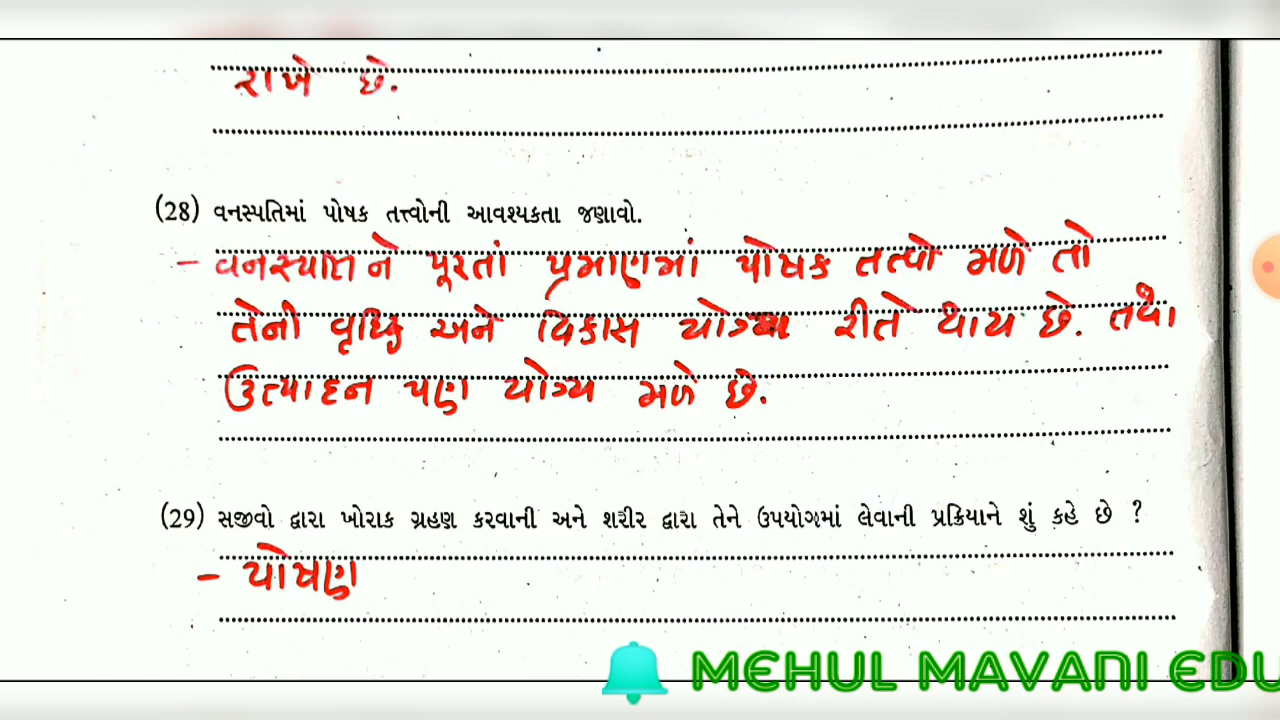 રાખે છે.
(28) વનસ્પતિમાં પોષક તત્ત્વોની આવશ્યકતા જણાવો.
- વનસ્પતિને પૂરતાં પ્રમાણમાં પોષક તત્વો મળે તો
તેની વૃધ્ધિ અને વિકાસ યોગ્ય રીતે થાય છે. તથા
ઉત્પાદન પણ યોગ્ય મળે છે.
(29) સજીવો દ્વારા ખોરાક ગ્રહણ કરવાની અને શરીર દ્વારા તેને ઉપયોગમાં લેવાની પ્રક્રિયાને શું કહે છે ?
- પોષણ
MEHUL MAVANI EDU